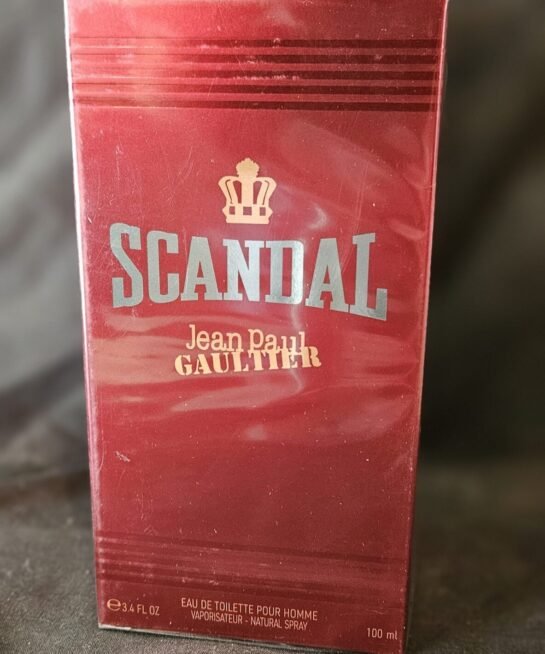 SCANDAL
Jean Paul
GAULTIER
℮3.4 FL OZ
EAU DE TOILETTE POUR HOMME
VAPORISATEUR - NATURAL SPRAY
100 ml